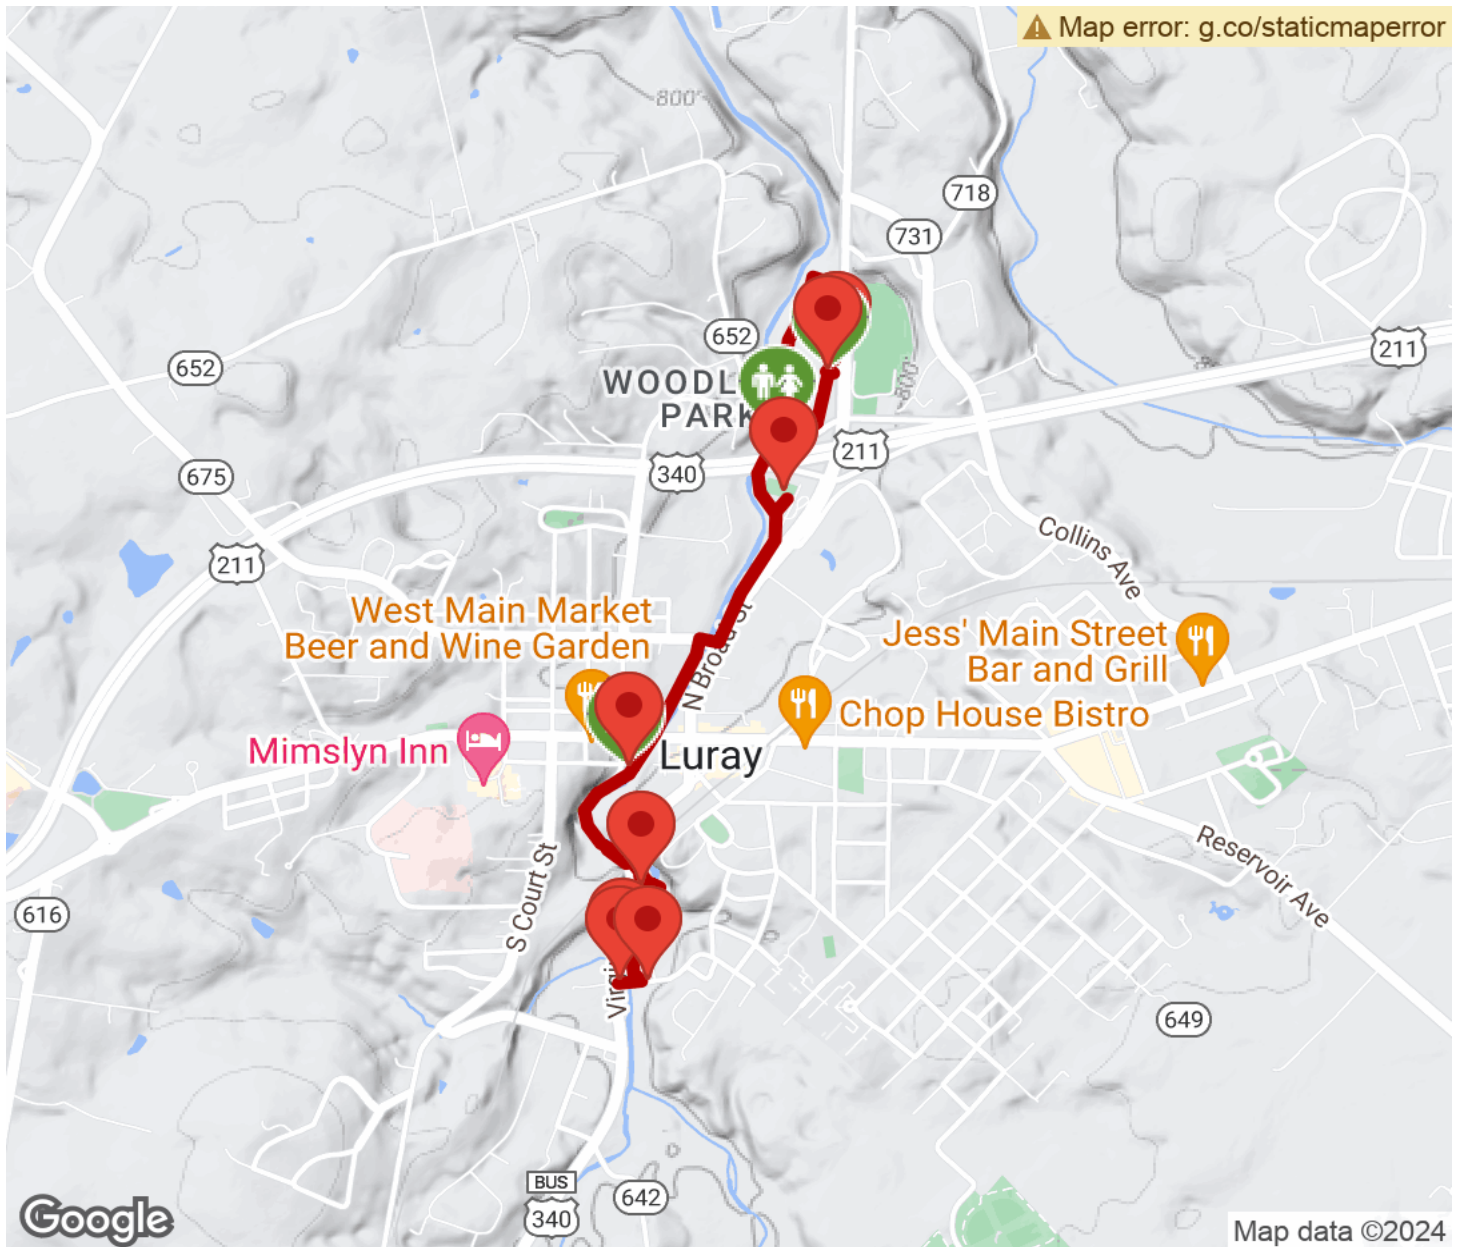 Map error: g.co/staticmaperror
800'
718
731
652
211
652
WOODL
PARK
800'
211
340
675
Collins Ave
211
West Main Market
Beer and Wine Garden
Jess' Main Street
Bar and Grill
N Broad St
Chop House Bistro
Mimslyn Inn
Luray
Reservoir Ave
S Court St
616
649
BUS
340
642
Google
Map data ©2024